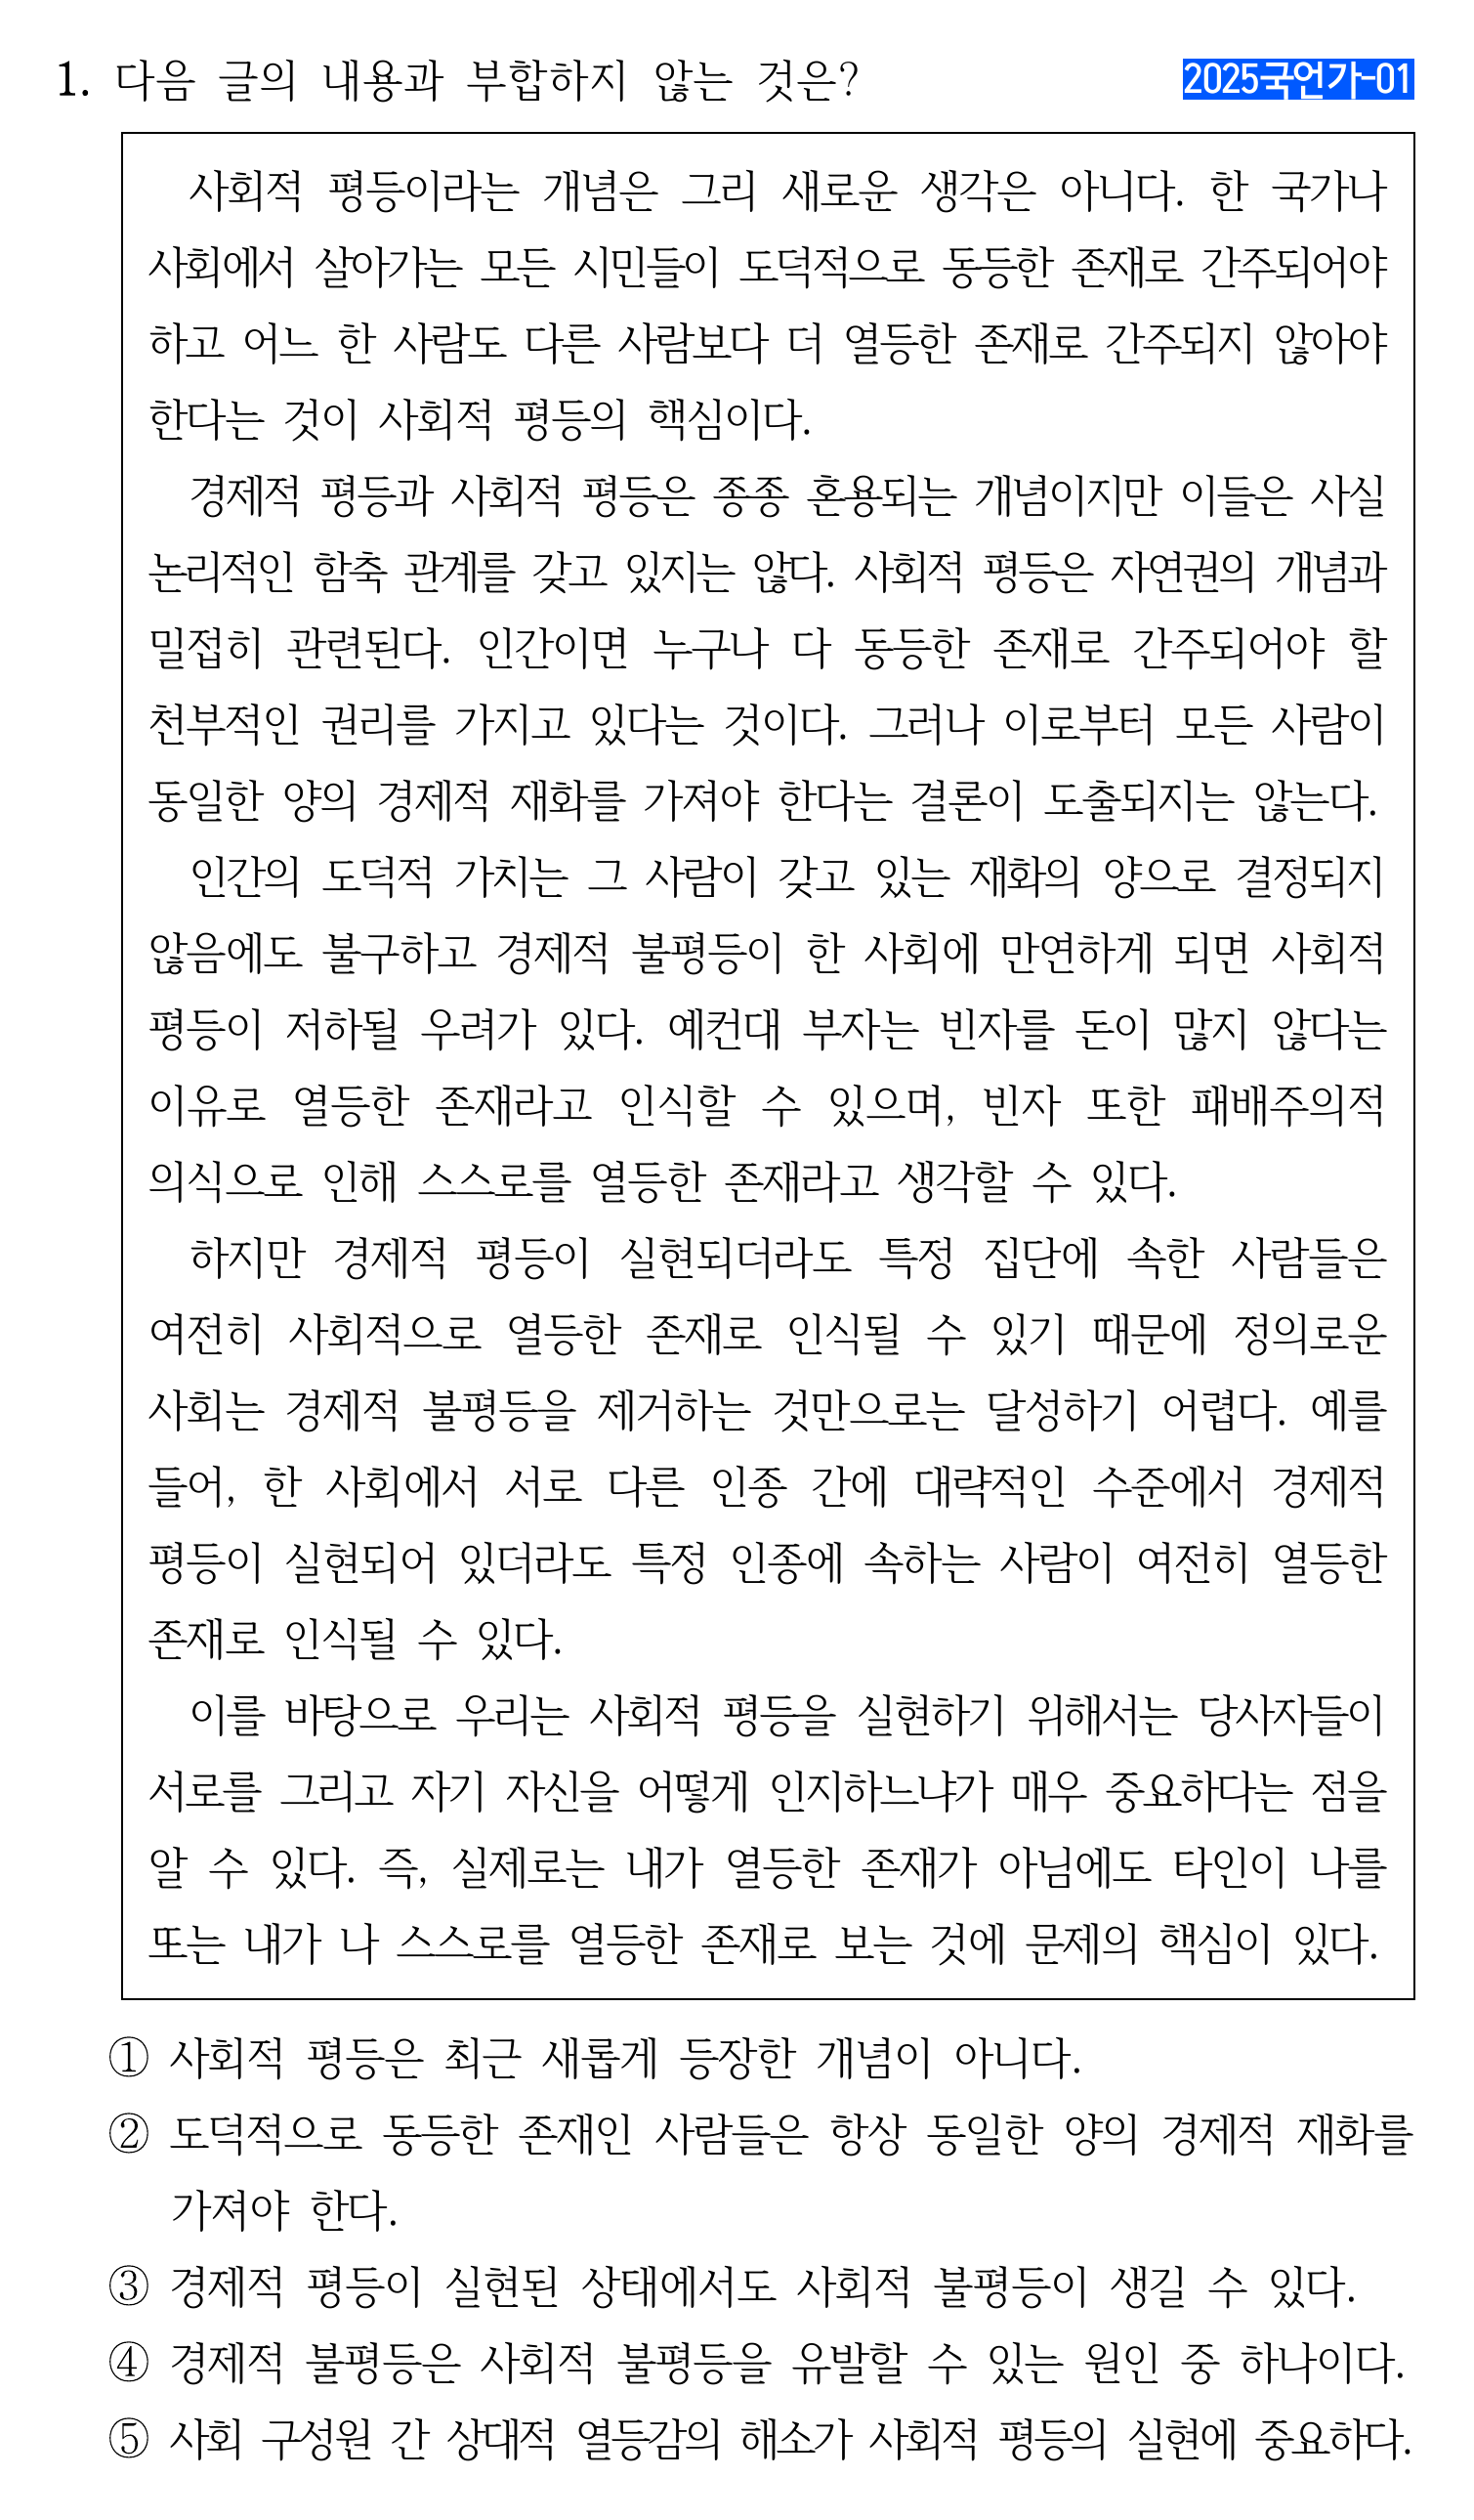 1. 다음 글의 내용과 부합하지 않는 것은?
2025국언가-01
사회적 평등이라는 개념은 그리 새로운 생각은 아니다. 한 국가나
사회에서 살아가는 모든 시민들이 도덕적으로 동등한 존재로 간주되어야
하고 어느 한 사람도 다른 사람보다 더 열등한 존재로 간주되지 않아야
한다는 것이 사회적 평등의 핵심이다.
경제적 평등과 사회적 평등은 종종 혼용되는 개념이지만 이들은 사실
논리적인 함축 관계를 갖고 있지는 않다. 사회적 평등은 자연권의 개념과
밀접히 관련된다. 인간이면 누구나 다 동등한 존재로 간주되어야 할
천부적인 권리를 가지고 있다는 것이다. 그러나 이로부터 모든 사람이
동일한 양의 경제적 재화를 가져야 한다는 결론이 도출되지는 않는다.
인간의 도덕적 가치는 그 사람이 갖고 있는 재화의 양으로 결정되지
않음에도 불구하고 경제적 불평등이 한 사회에 만연하게 되면 사회적
평등이 저하될 우려가 있다. 예컨대 부자는 빈자를 돈이 많지 않다는
이유로 열등한 존재라고 인식할 수 있으며, 빈자 또한 패배주의적
의식으로 인해 스스로를 열등한 존재라고 생각할 수 있다.
하지만 경제적 평등이 실현되더라도 특정 집단에 속한 사람들은
여전히 사회적으로 열등한 존재로 인식될 수 있기 때문에 정의로운
사회는 경제적 불평등을 제거하는 것만으로는 달성하기 어렵다. 예를
들어, 한 사회에서 서로 다른 인종 간에 대략적인 수준에서 경제적
평등이 실현되어 있더라도 특정 인종에 속하는 사람이 여전히 열등한
존재로 인식될 수 있다.
이를 바탕으로 우리는 사회적 평등을 실현하기 위해서는 당사자들이
서로를 그리고 자기 자신을 어떻게 인지하느냐가 매우 중요하다는 점을
알 수 있다. 즉, 실제로는 내가 열등한 존재가 아님에도 타인이 나를
또는 내가 나 스스로를 열등한 존재로 보는 것에 문제의 핵심이 있다.
① 사회적 평등은 최근 새롭게 등장한 개념이 아니다.
② 도덕적으로 동등한 존재인 사람들은 항상 동일한 양의 경제적 재화를
가져야 한다.
③ 경제적 평등이 실현된 상태에서도 사회적 불평등이 생길 수 있다.
④ 경제적 불평등은 사회적 불평등을 유발할 수 있는 원인 중 하나이다.
⑤ 사회 구성원 간 상대적 열등감의 해소가 사회적 평등의 실현에 중요하다.